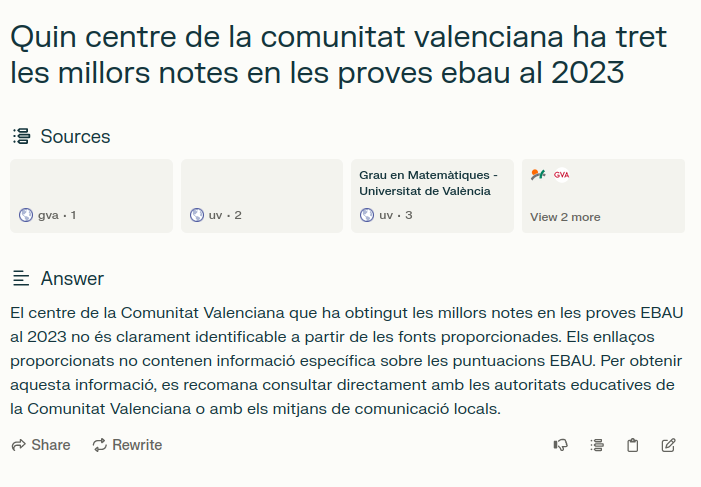 Quin centre de la comunitat valenciana ha tret
les millors notes en les proves ebau al 2023
Sources
gva · 1
uv · 2
Grau en Matemàtiques -
Universitat de València
uv · 3
GVA
View 2 more
Answer
El centre de la Comunitat Valenciana que ha obtingut les millors notes en les proves EBAU
al 2023 no és clarament identificable a partir de les fonts proporcionades. Els enllaços
proporcionats no contenen informació específica sobre les puntuacions EBAU. Per obtenir
aquesta informació, es recomana consultar directament amb les autoritats educatives de
la Comunitat Valenciana o amb els mitjans de comunicació locals.
Share
Rewrite